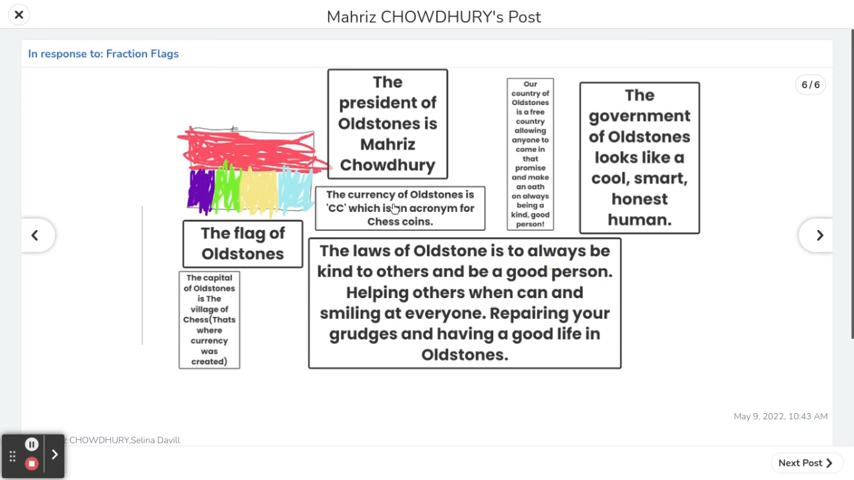 Mahriz CHOWDHURY's Post
In response to: Fraction Flags
6/6
The
president of
Oldstones is
Mahriz
Chowdhury
Our
country of
Oldstones
is a free
country
allowing
anyone to
come in
that
promise
and make
an oath
on always
being a
kind, good
person!
The
government
of Oldstones
looks like a
cool, smart,
honest
human.
The currency of Oldstones is
'CC' which is an acronym for
Chess coins.
The flag of
Oldstones
The capital
of Oldstones
is The
village of
Chess(Thats
where
currency
was
created)
The laws of Oldstone is to always be
kind to others and be a good person.
Helping others when can and
smiling at everyone. Repairing your
grudges and having a good life in
Oldstones.
May 9, 2022, 10:43 AM
CHOWDHURY,Selina Davill
Next Post